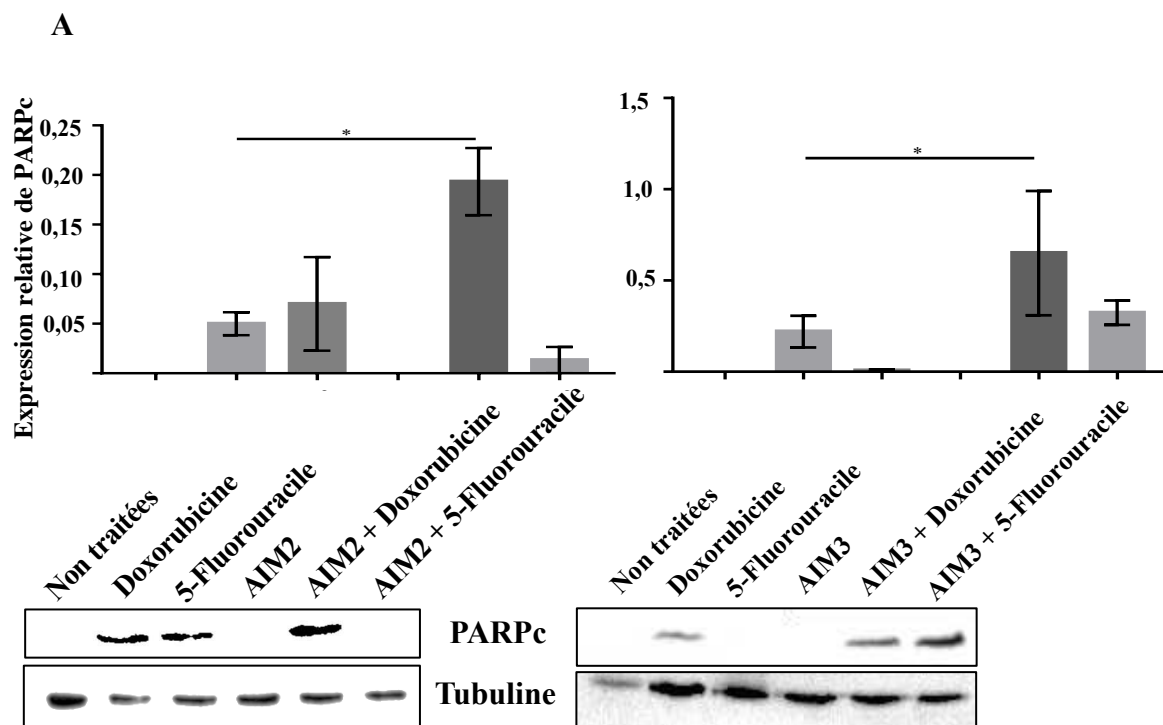 A
Expression relative de PARPc
0,25
0,20
0,15
0,10
0,05
*
1,5
1,0
0,5
*
Non traitées
Doxorubicine
5-Fluorouracile
AIM2
AIM2 + Doxorubicine
AIM2 + 5-Fluorouracile
Non traitées
Doxorubicine
5-Fluorouracile
AIM3
AIM3 + Doxorubicine
AIM3 + 5-Fluorouracile
PARPc
Tubuline